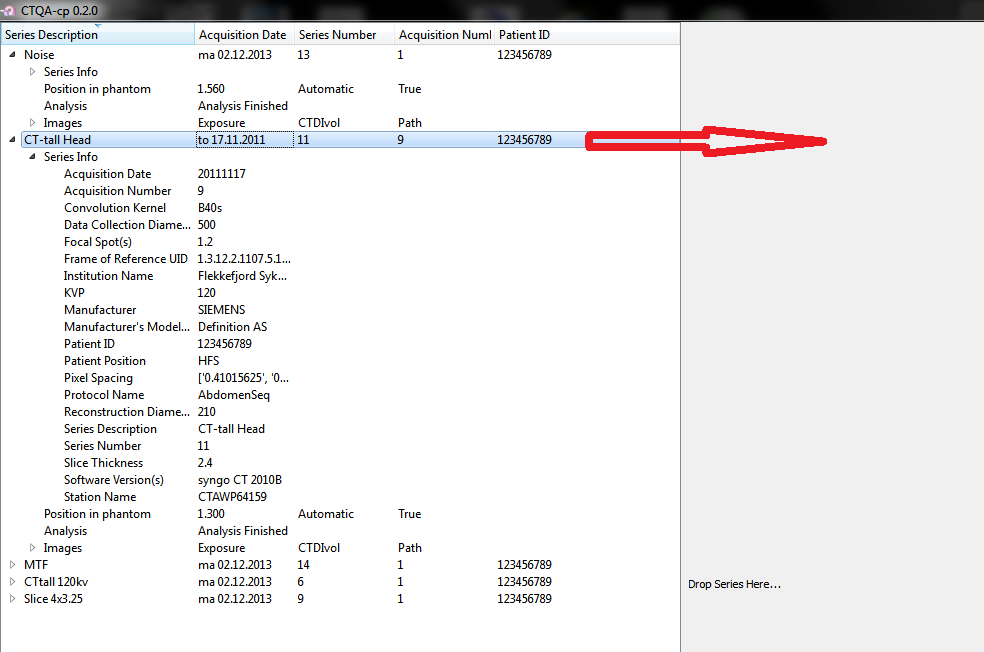 CTQA-cp 0.2.0
Series Description Acquisition Date Series Number Acquisition Numl Patient ID
Noise ma 02.12.2013 13 1 123456789
Series Info
Position in phantom 1.560 Automatic True
Analysis Analysis Finished
Images Exposure CTDIvol Path
CT-tall Head to 17.11.2011 11 9 123456789
Series Info
Acquisition Date 20111117
Acquisition Number 9
Convolution Kernel B40s
Data Collection Diame... 500
Focal Spot(s) 1.2
Frame of Reference UID 1.3.12.2.1107.5.1...
Institution Name Flekkefjord Syk...
KVP 120
Manufacturer SIEMENS
Manufacturer's Model... Definition AS
Patient ID 123456789
Patient Position HFS
Pixel Spacing ['0.41015625', '0...
Protocol Name AbdomenSeq
Reconstruction Diame... 210
Series Description CT-tall Head
Series Number 11
Slice Thickness 2.4
Software Version(s) syngo CT 2010B
Station Name CTAWP64159
Position in phantom 1.300 Automatic True
Analysis Analysis Finished
Images Exposure CTDIvol Path
MTF ma 02.12.2013 14 1 123456789
CTtall 120kv ma 02.12.2013 6 1 123456789
Slice 4x3.25 ma 02.12.2013 9 1 123456789
Drop Series Here...